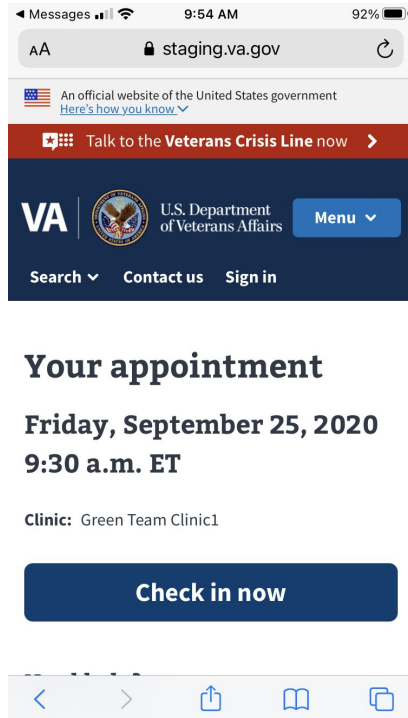 ◀ Messages 9:54 AM 92%
AA staging.va.gov
An official website of the United States government
Here's how you know
Talk to the Veterans Crisis Line now
VA U.S. Department
of Veterans Affairs Menu
Search Contact us Sign in
Your appointment
Friday, September 25, 2020
9:30 a.m. ET
Clinic: Green Team Clinic1
Check in now